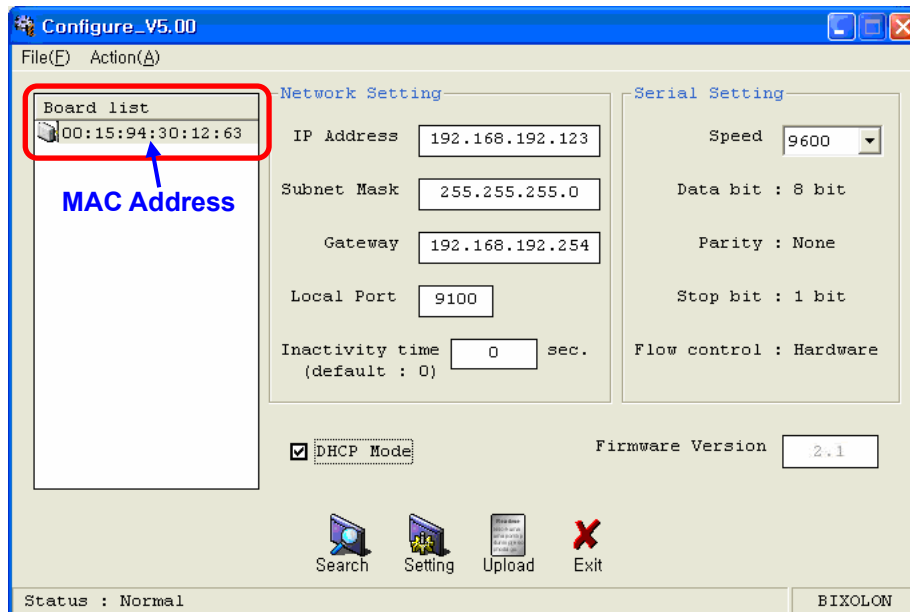 Configure_V5.00
File(F) Action(A)
Board list
00:15:94:30:12:63
MAC Address
Network Setting
IP Address 192.168.192.123
Subnet Mask 255.255.255.0
Gateway 192.168.192.254
Local Port 9100
Inactivity time 0 sec.
(default : 0)
Serial Setting
Speed 9600
Data bit : 8 bit
Parity : None
Stop bit : 1 bit
Flow control : Hardware
DHCP Mode
Firmware Version 2.1
Search Setting Upload Exit
Status : Normal BIXOLON